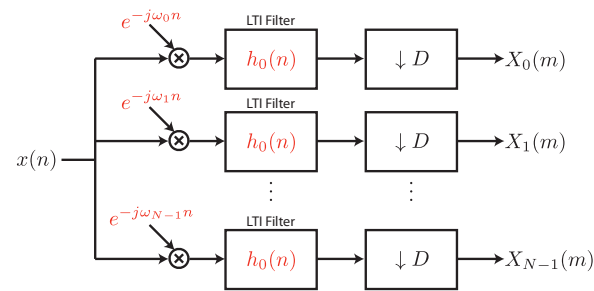 e^{-jω_0 n}
LTI Filter
h_0(n)
↓ D
X_0(m)
e^{-jω_1 n}
LTI Filter
h_0(n)
↓ D
X_1(m)
x(n)
e^{-jω_{N-1} n}
LTI Filter
h_0(n)
↓ D
X_{N-1}(m)